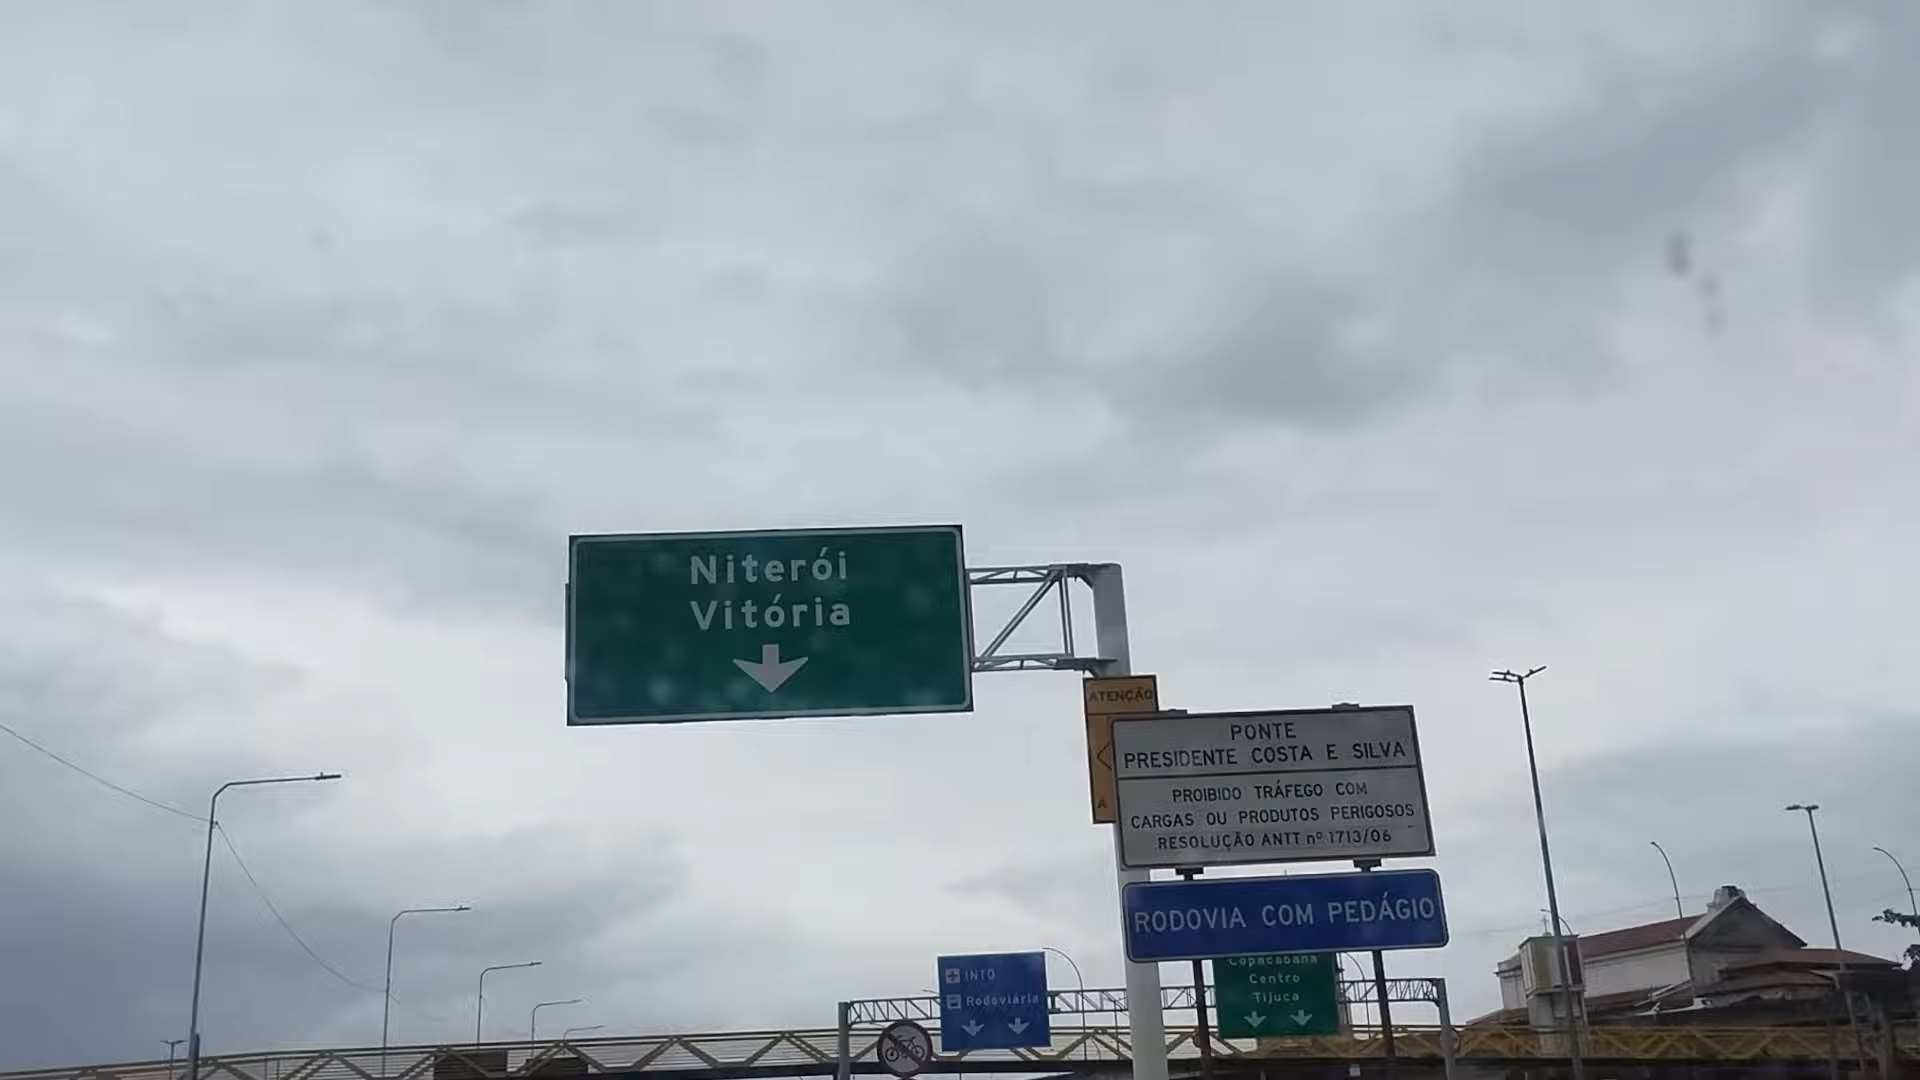 Niterói
Vitória
ATENÇÃO
A
PONTE
PRESIDENTE COSTA E SILVA
PROIBIDO TRÁFEGO COM
CARGAS OU PRODUTOS PERIGOSOS
RESOLUÇÃO ANTT nº 1713/06
RODOVIA COM PEDÁGIO
INTO
Rodoviária
Copacabana
Centro
Tijuca